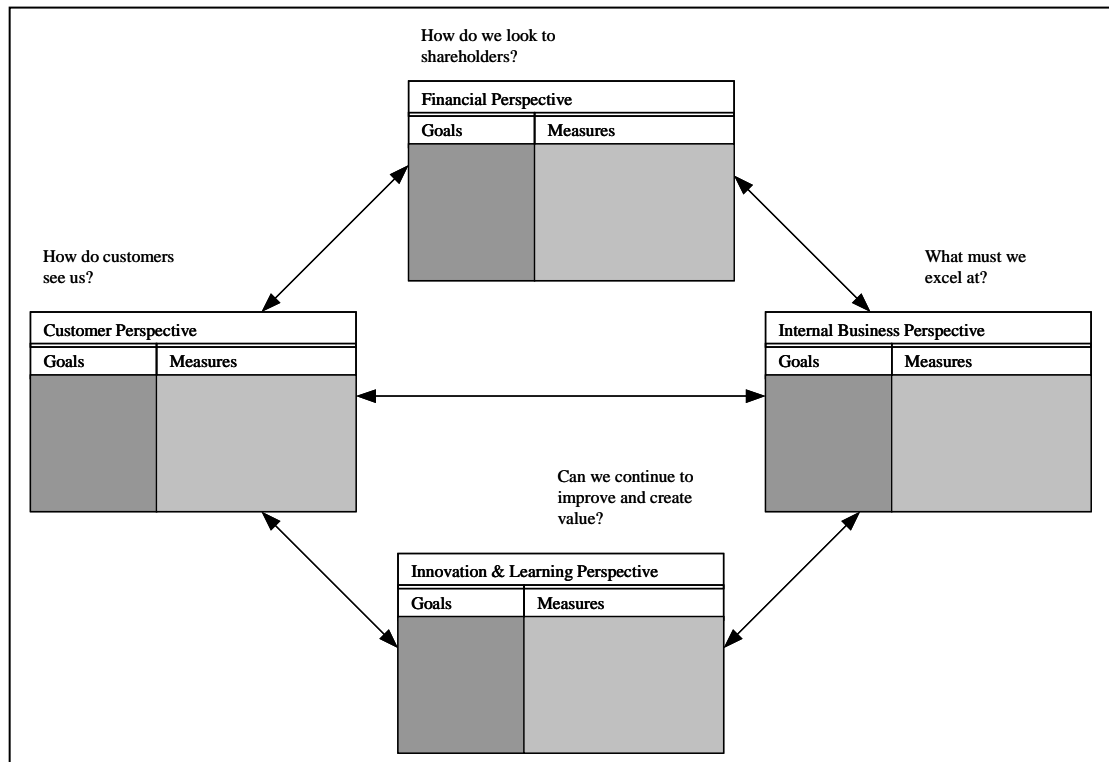 How do we look to
shareholders?
Financial Perspective
Goals Measures
How do customers
see us?
Customer Perspective
Goals Measures
What must we
excel at?
Internal Business Perspective
Goals Measures
Can we continue to
improve and create
value?
Innovation & Learning Perspective
Goals Measures